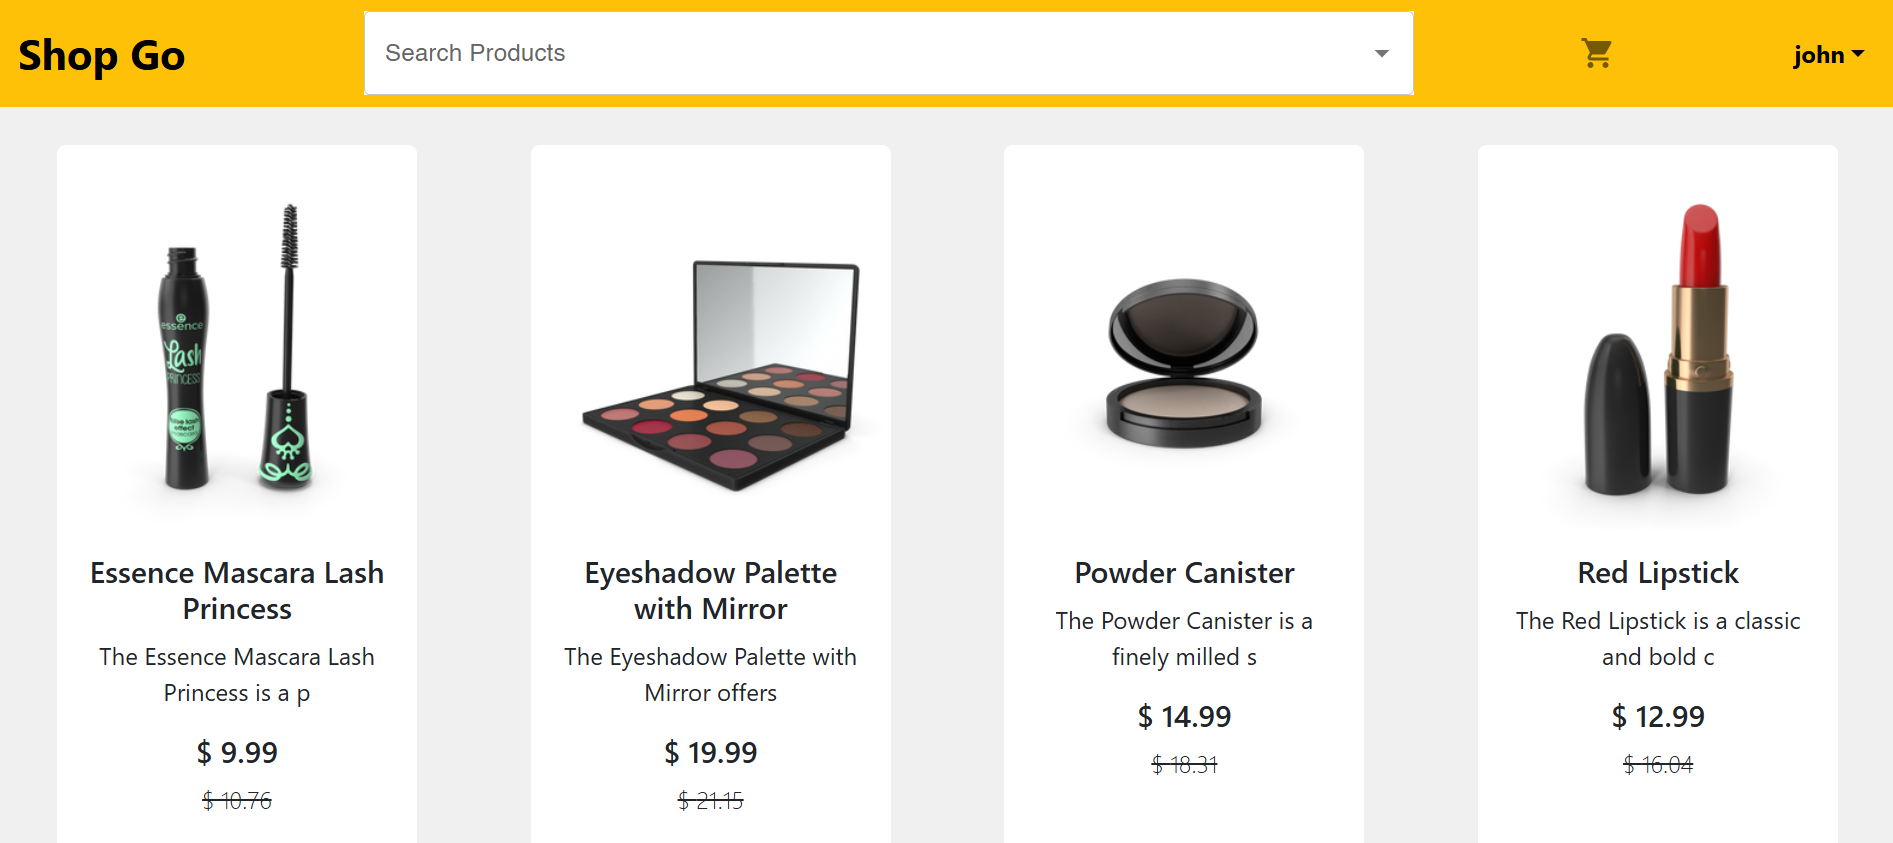 Shop Go
Search Products
john
essence
Lash
PRINCESS
Essence Mascara Lash
Princess
The Essence Mascara Lash
Princess is a p
$ 9.99
$ 10.76
Eyeshadow Palette
with Mirror
The Eyeshadow Palette with
Mirror offers
$ 19.99
$ 21.15
Powder Canister
The Powder Canister is a
finely milled s
$ 14.99
$ 18.31
Red Lipstick
The Red Lipstick is a classic
and bold c
$ 12.99
$ 16.04